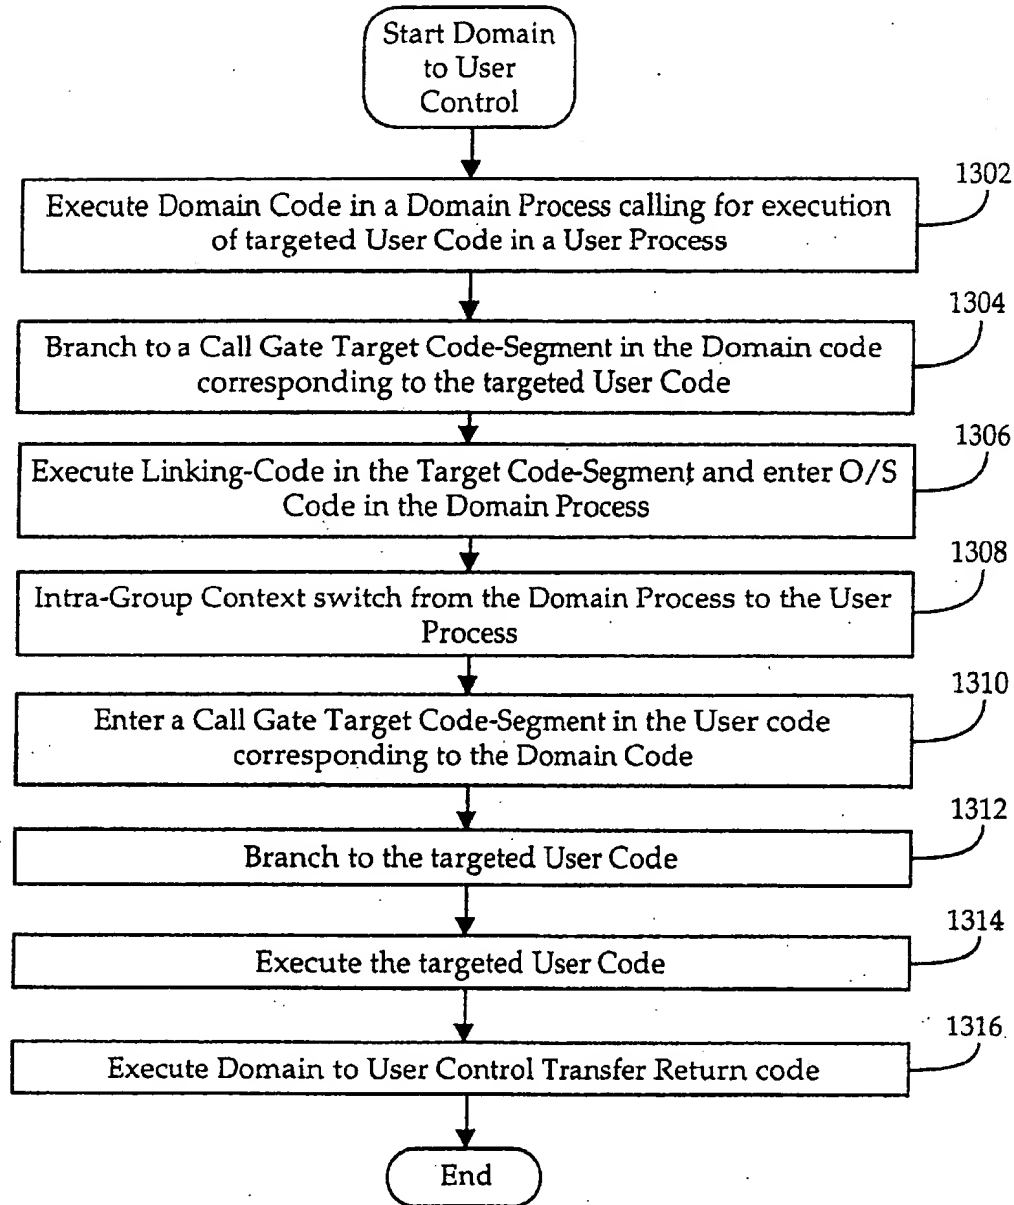 Start Domain
to User
Control
1302
Execute Domain Code in a Domain Process calling for execution
of targeted User Code in a User Process
1304
Branch to a Call Gate Target Code-Segment in the Domain code
corresponding to the targeted User Code
1306
Execute Linking-Code in the Target Code-Segment and enter O/S
Code in the Domain Process
1308
Intra-Group Context switch from the Domain Process to the User
Process
1310
Enter a Call Gate Target Code-Segment in the User code
corresponding to the Domain Code
1312
Branch to the targeted User Code
1314
Execute the targeted User Code
1316
Execute Domain to User Control Transfer Return code
End